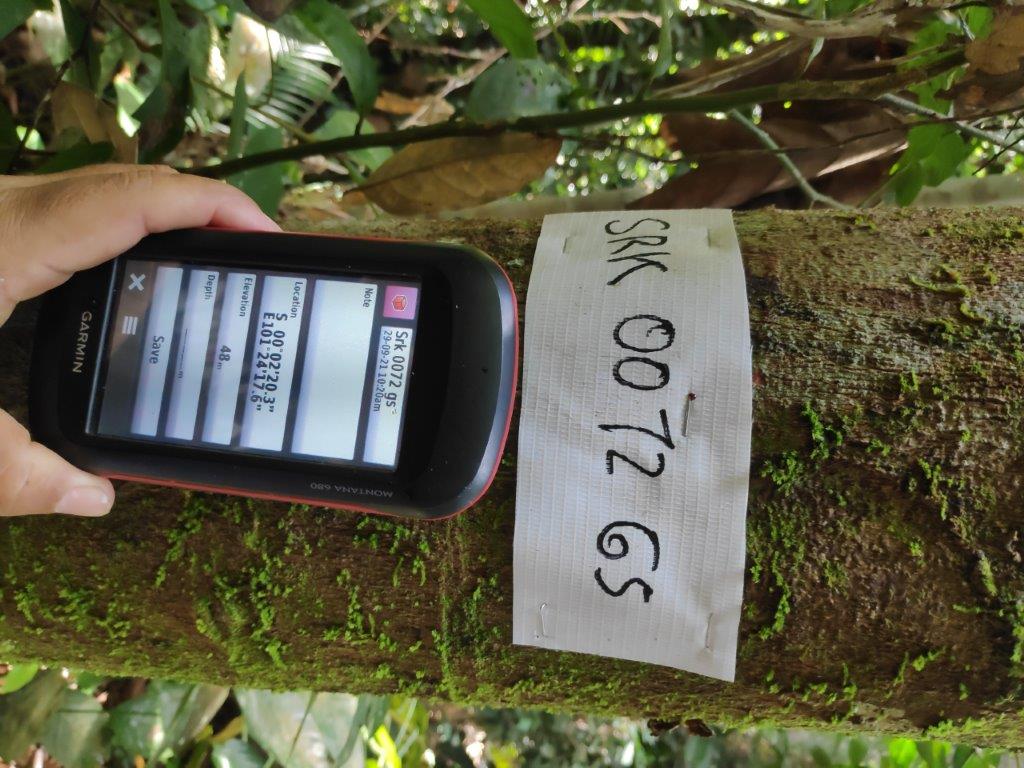 SRK 0072 GS
MONTANA 680
Srk 0072 gs
29-09-21 10:20am
Note
Location
S 00°02'20.3"
E101°24'17.6"
Elevation
48m
Depth
_____m
Save
GARMIN